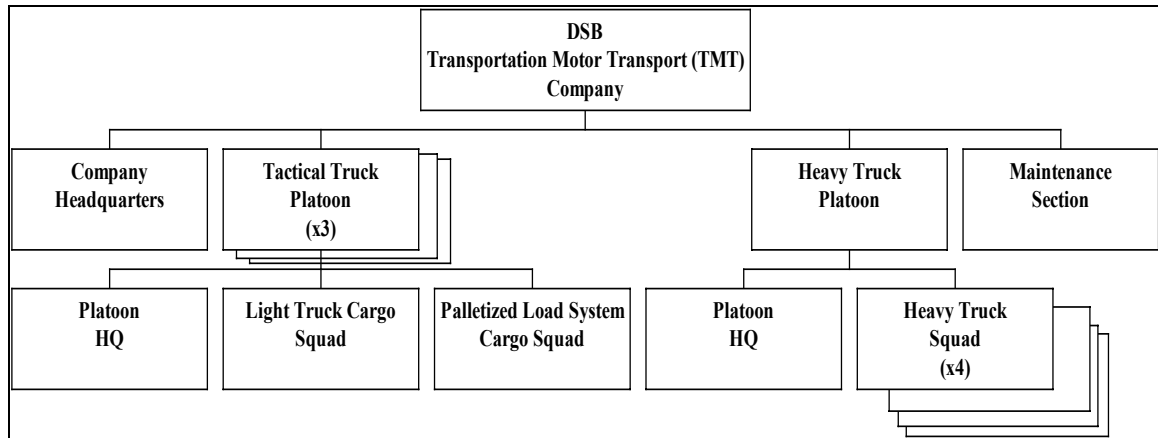 DSB
Transportation Motor Transport (TMT)
Company
Company
Headquarters
Tactical Truck
Platoon
(x3)
Heavy Truck
Platoon
Maintenance
Section
Platoon
HQ
Light Truck Cargo
Squad
Palletized Load System
Cargo Squad
Platoon
HQ
Heavy Truck
Squad
(x4)